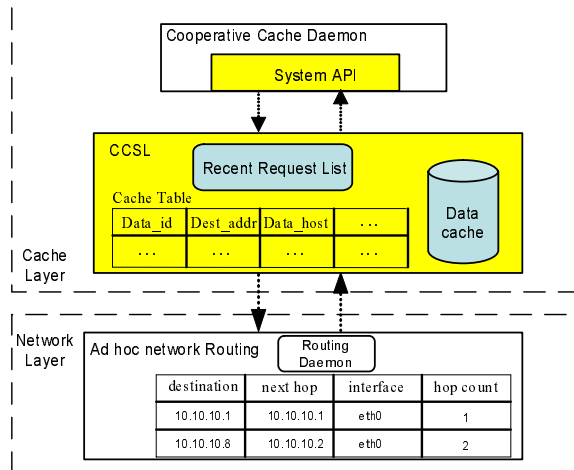 Cooperative Cache Daemon
System API
CCSL
Recent Request List
Cache Table
Data_id Dest_addr Data_host ...
... ... ... ...
Data
cache
Cache
Layer
Network
Layer
Ad hoc network Routing
Routing
Daemon
destination next hop interface hop count
10.10.10.1 10.10.10.1 eth0 1
10.10.10.8 10.10.10.2 eth0 2